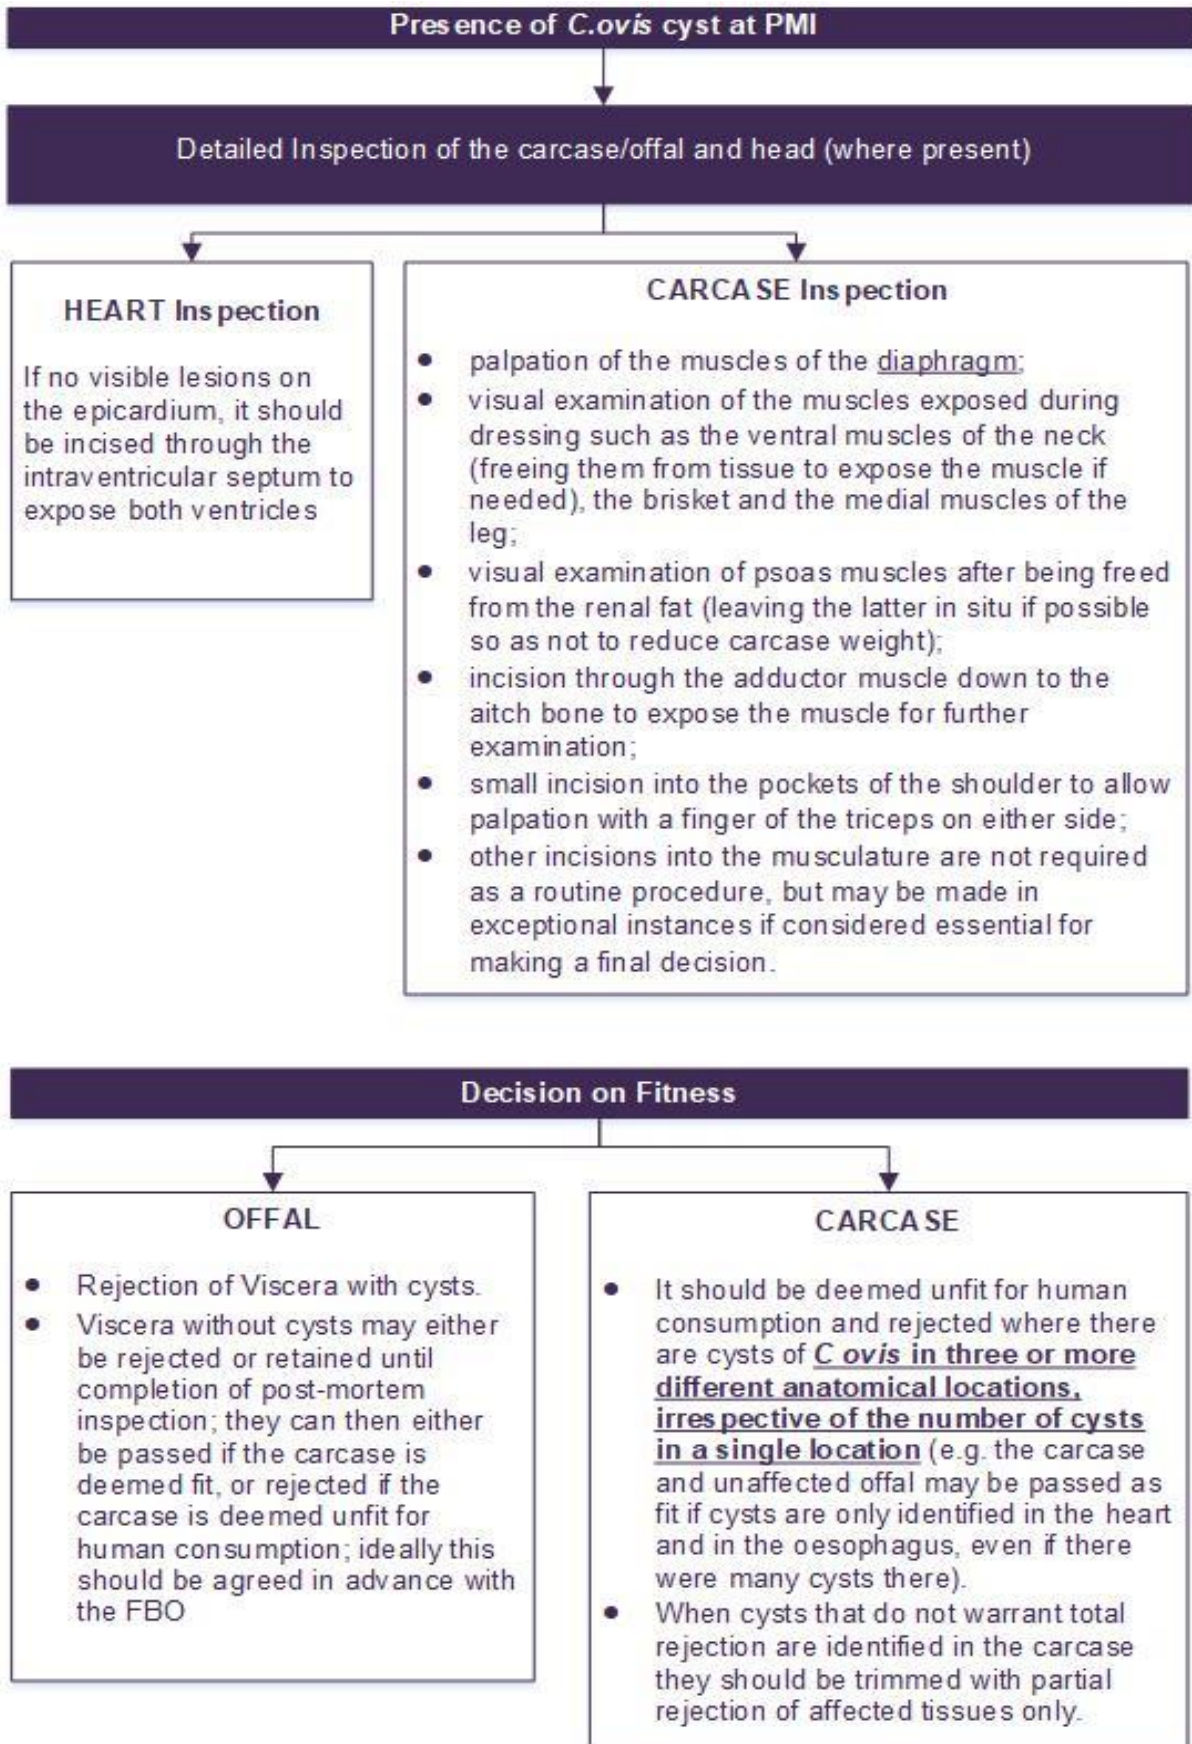 Presence of C.ovis cyst at PMI
Detailed Inspection of the carcase/offal and head (where present)
HEART Inspection
If no visible lesions on
the epicardium, it should
be incised through the
intraventricular septum to
expose both ventricles
CARCASE Inspection
● palpation of the muscles of the diaphragm;
● visual examination of the muscles exposed during
dressing such as the ventral muscles of the neck
(freeing them from tissue to expose the muscle if
needed), the brisket and the medial muscles of the
leg;
● visual examination of psoas muscles after being freed
from the renal fat (leaving the latter in situ if possible
so as not to reduce carcase weight);
● incision through the adductor muscle down to the
aitch bone to expose the muscle for further
examination;
● small incision into the pockets of the shoulder to allow
palpation with a finger of the triceps on either side;
● other incisions into the musculature are not required
as a routine procedure, but may be made in
exceptional instances if considered essential for
making a final decision.
Decision on Fitness
OFFAL
● Rejection of Viscera with cysts.
● Viscera without cysts may either
be rejected or retained until
completion of post-mortem
inspection; they can then either
be passed if the carcase is
deemed fit, or rejected if the
carcase is deemed unfit for
human consumption; ideally this
should be agreed in advance with
the FBO
CARCASE
● It should be deemed unfit for human
consumption and rejected where there
are cysts of C ovis in three or more
different anatomical locations,
irrespective of the number of cysts
in a single location (e.g. the carcase
and unaffected offal may be passed as
fit if cysts are only identified in the heart
and in the oesophagus, even if there
were many cysts there).
● When cysts that do not warrant total
rejection are identified in the carcase
they should be trimmed with partial
rejection of affected tissues only.